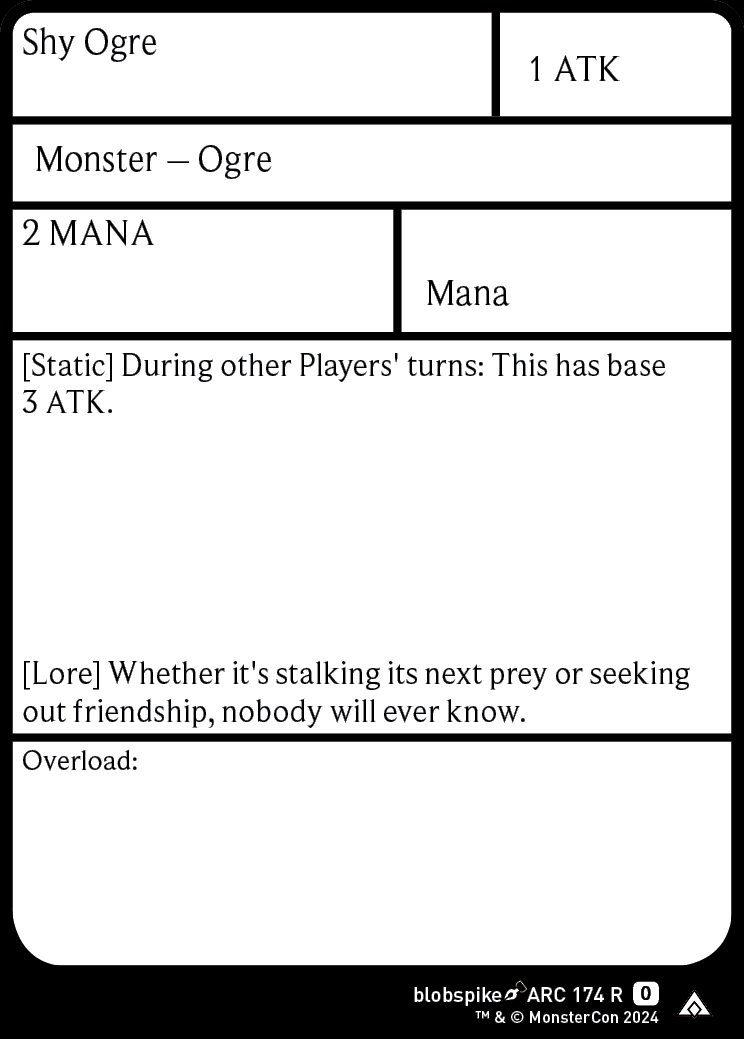 Shy Ogre
1 ATK
Monster – Ogre
2 MANA
Mana
[Static] During other Players' turns: This has base
3 ATK.
[Lore] Whether it's stalking its next prey or seeking
out friendship, nobody will ever know.
Overload:
blobspike ARC 174 R 0
™ & © MonsterCon 2024